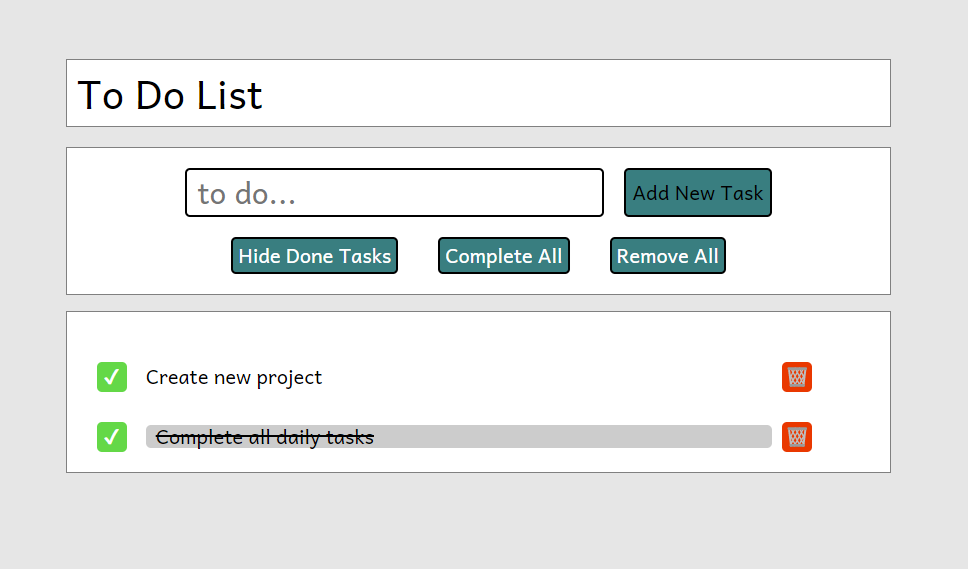 To Do List
to do...
Add New Task
Hide Done Tasks
Complete All
Remove All
Create new project
Complete all daily tasks